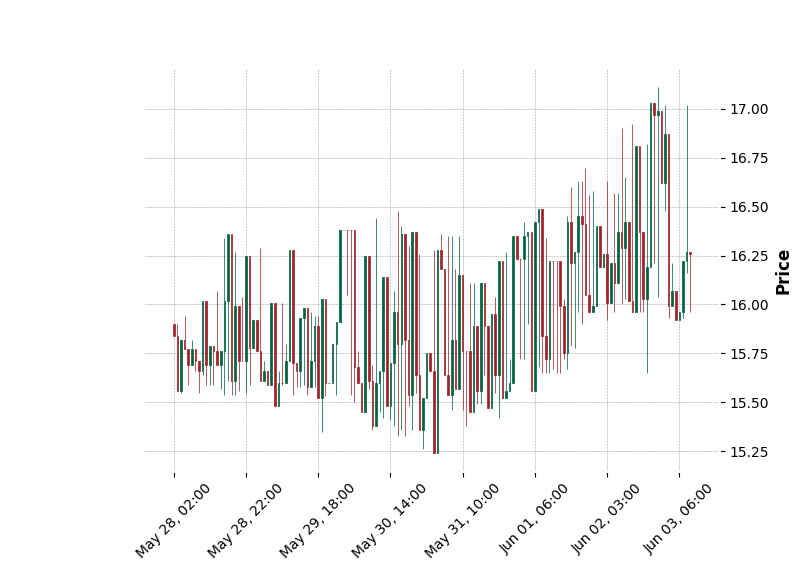 17.00
16.75
16.50
16.25
16.00
15.75
15.50
15.25
Price
May 28, 02:00
May 28, 22:00
May 29, 18:00
May 30, 14:00
May 31, 10:00
Jun 01, 06:00
Jun 02, 03:00
Jun 03, 06:00